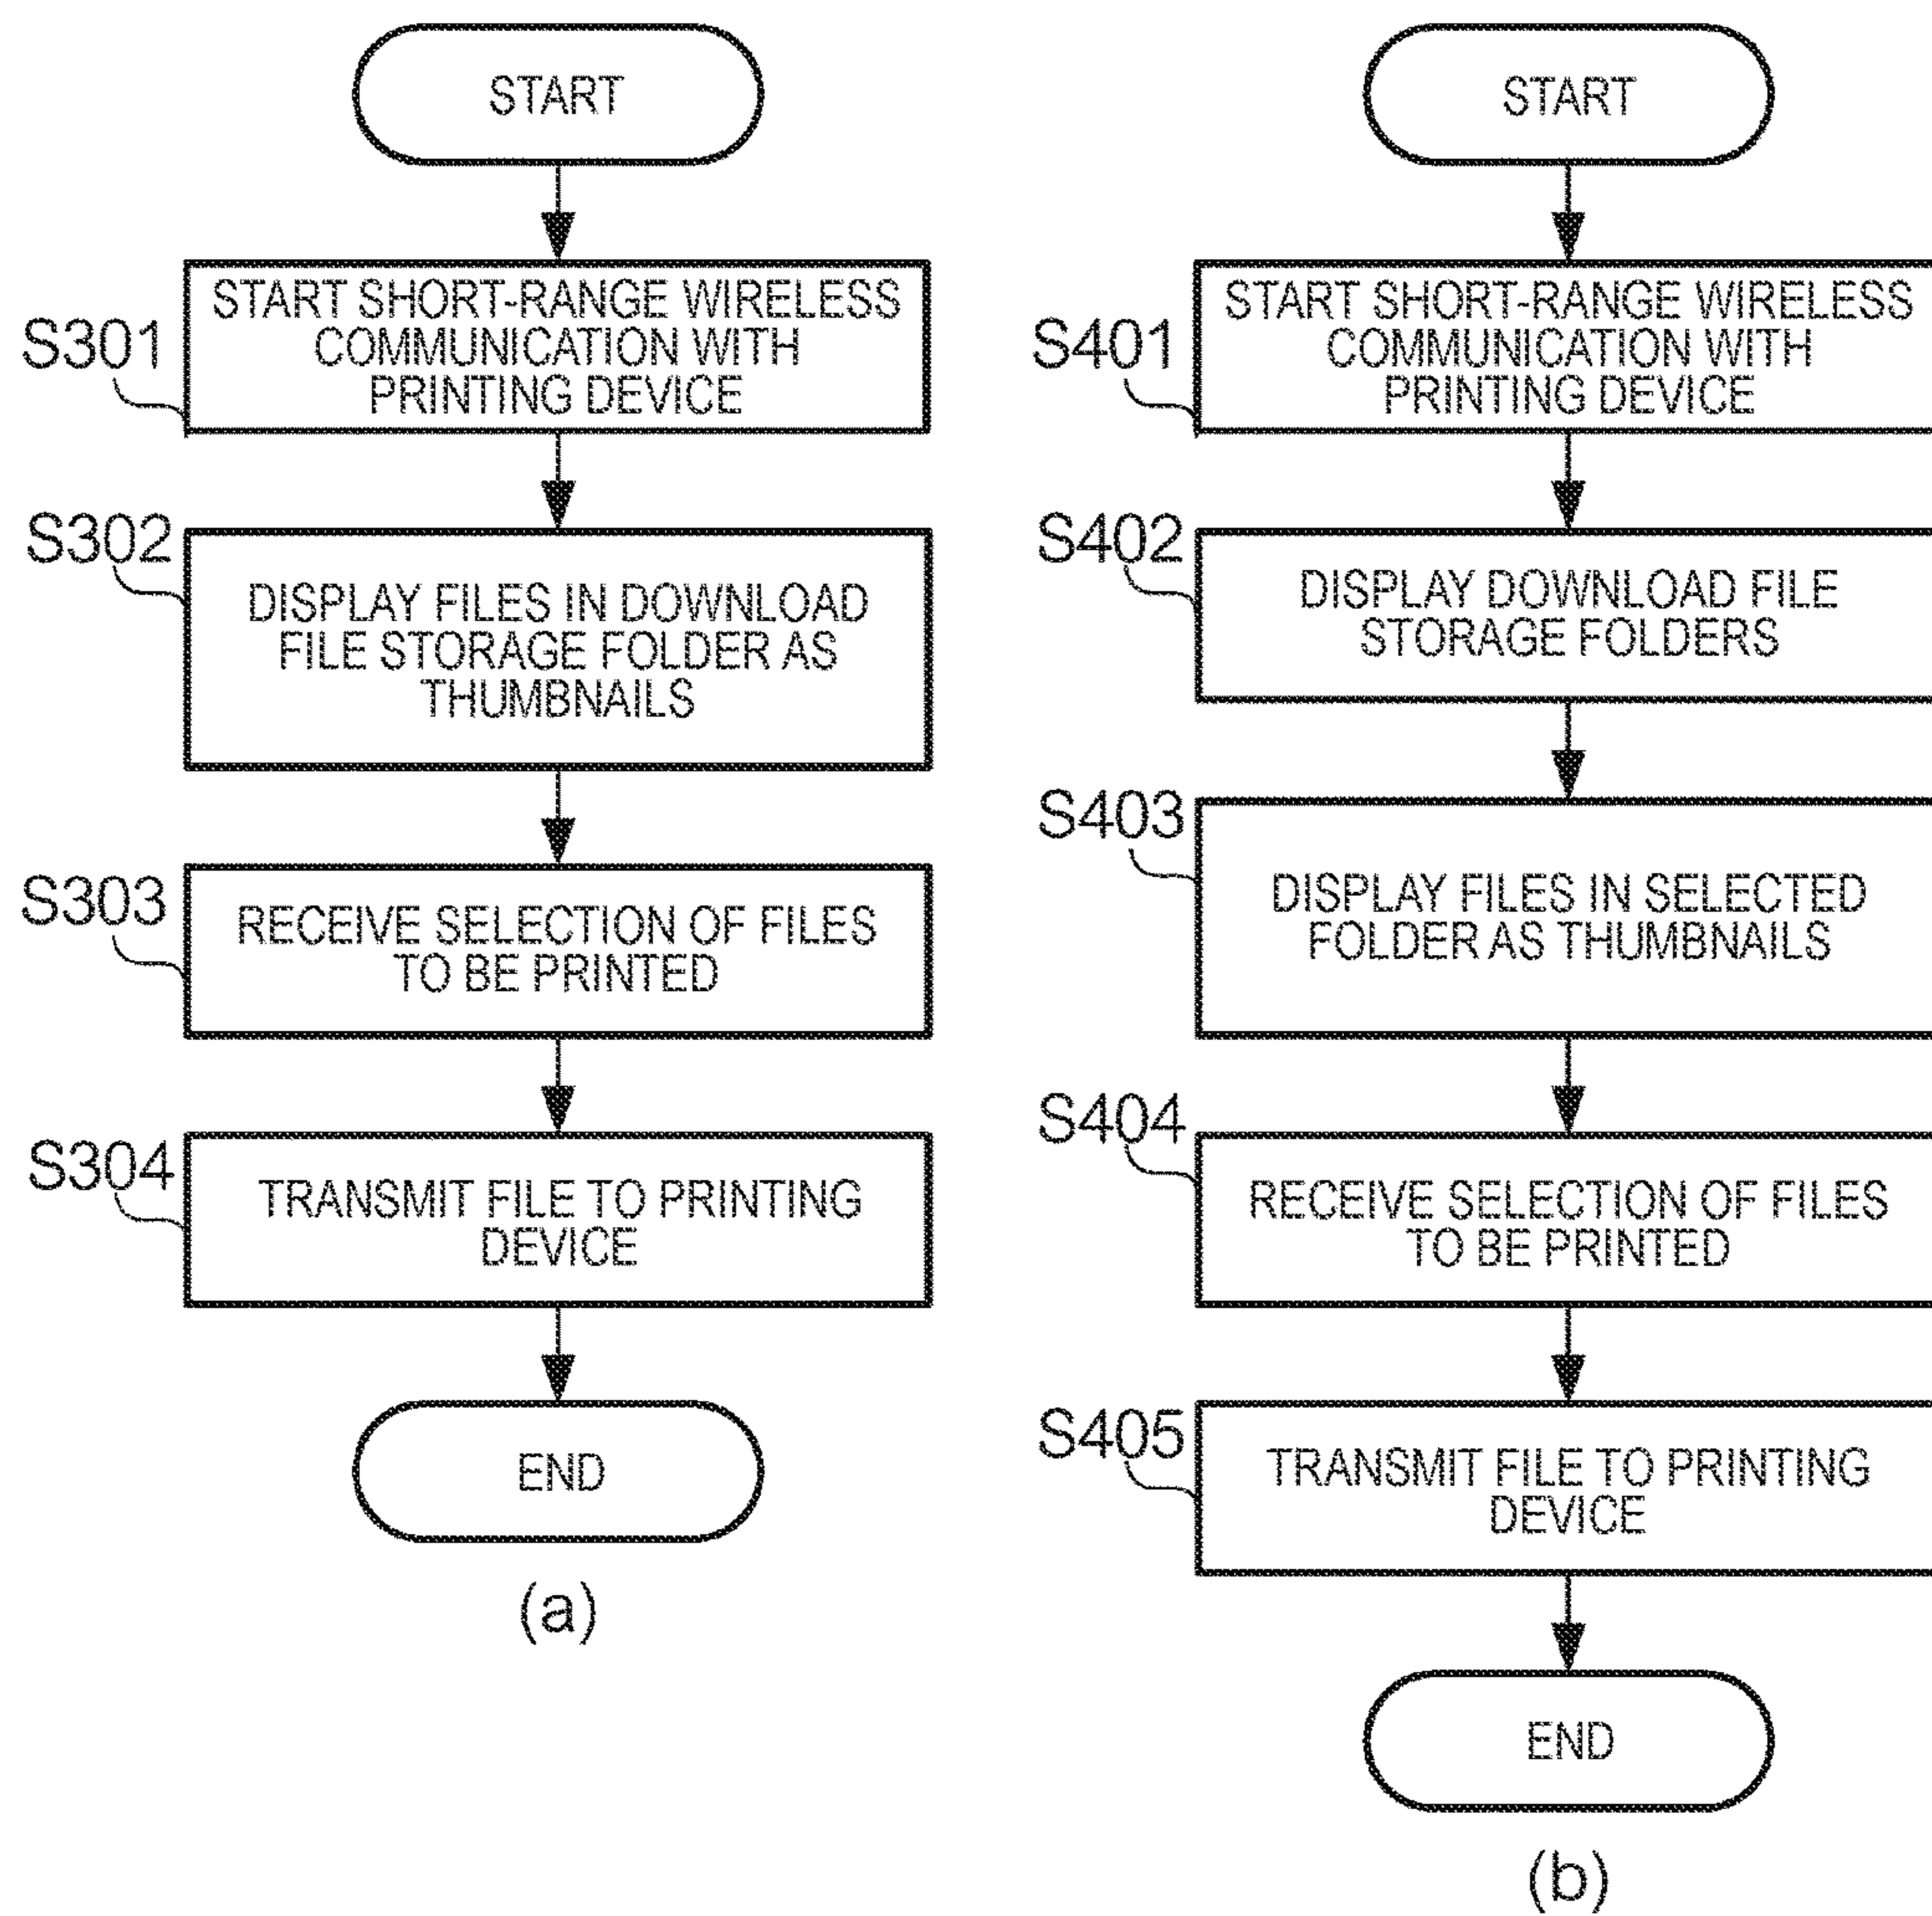 START
S301
START SHORT-RANGE WIRELESS
COMMUNICATION WITH
PRINTING DEVICE
S302
DISPLAY FILES IN DOWNLOAD
FILE STORAGE FOLDER AS
THUMBNAILS
S303
RECEIVE SELECTION OF FILES
TO BE PRINTED
S304
TRANSMIT FILE TO PRINTING
DEVICE
END
(a)
START
S401
START SHORT-RANGE WIRELESS
COMMUNICATION WITH
PRINTING DEVICE
S402
DISPLAY DOWNLOAD FILE
STORAGE FOLDERS
S403
DISPLAY FILES IN SELECTED
FOLDER AS THUMBNAILS
S404
RECEIVE SELECTION OF FILES
TO BE PRINTED
S405
TRANSMIT FILE TO PRINTING
DEVICE
END
(b)